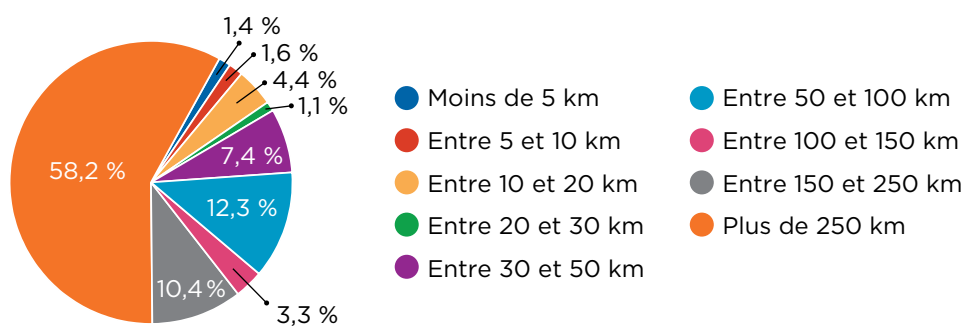 1,4 %
1,6 %
4,4 %
1,1 %
7,4 %
12,3 %
3,3 %
10,4 %
58,2 %
Moins de 5 km
Entre 5 et 10 km
Entre 10 et 20 km
Entre 20 et 30 km
Entre 30 et 50 km
Entre 50 et 100 km
Entre 100 et 150 km
Entre 150 et 250 km
Plus de 250 km